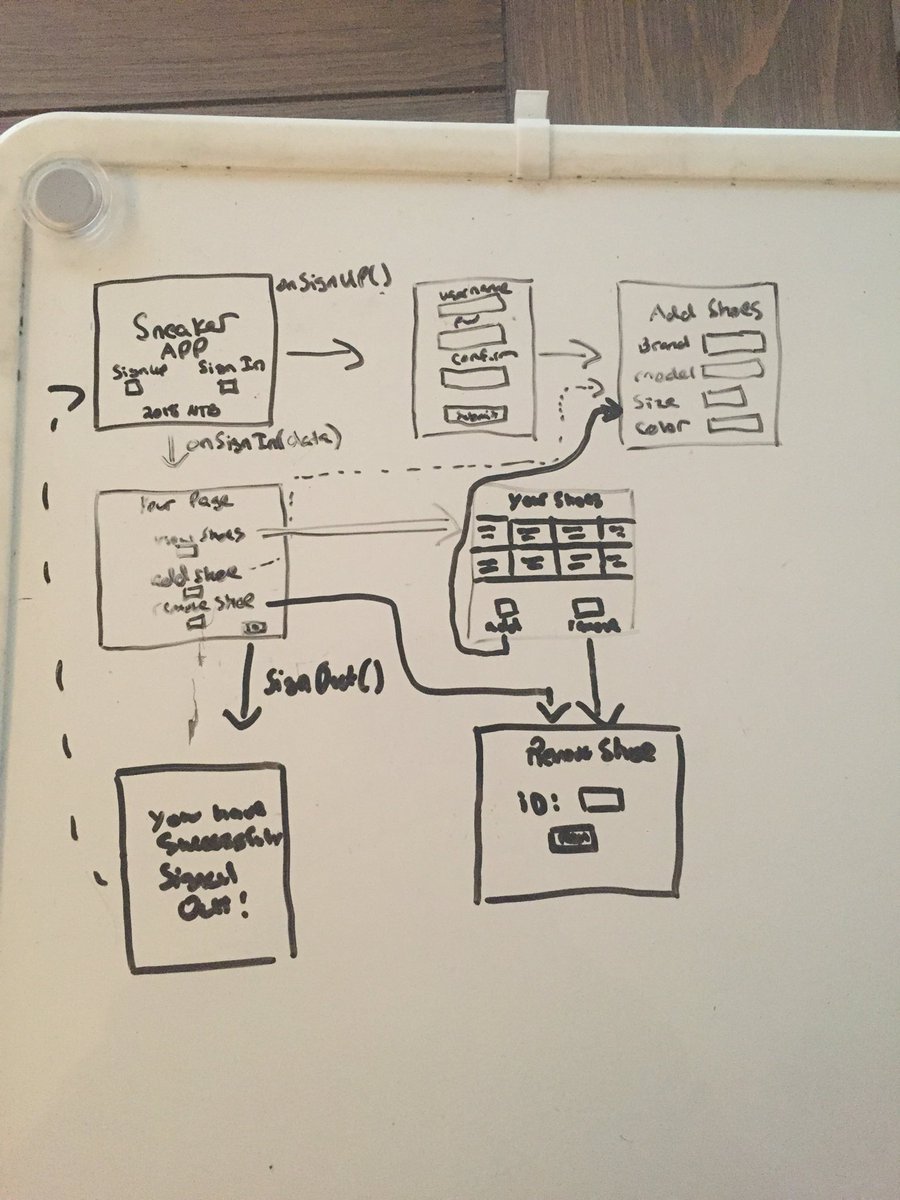 Sneaker
APP
Signup Sign In
2018 NTB
onSignUP()
username
pw
confirm
submit
Add Shoes
Brand
model
Size
Color
onSignIn(data)
Your Page
view Shoes
add Shoe
remove Shoe
SignOut()
Your Shoes
add remove
You have
Successfully
Signed
Out!
Remove Shoe
ID: